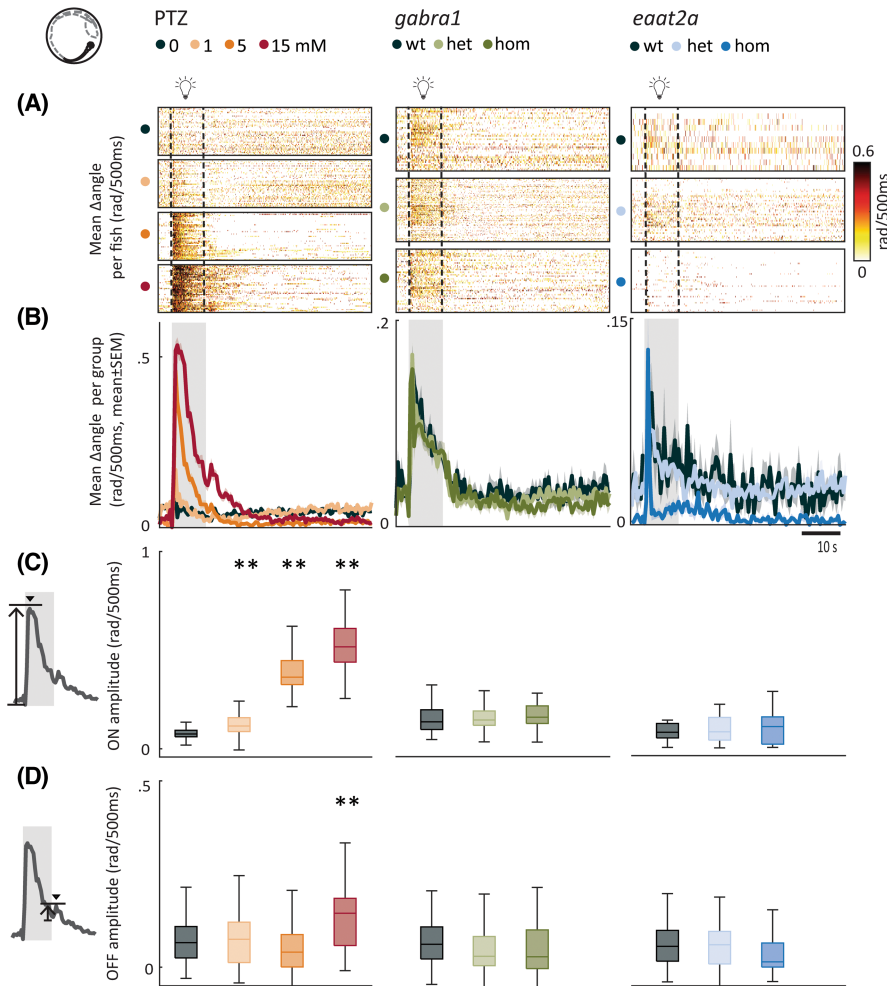 PTZ
gabra1
eaat2a
0 1 5 15 mM
wt het hom
wt het hom
(A)
Mean Δangle
per fish (rad/500ms)
0.6
0
rad/500ms
(B)
Mean Δangle per group
(rad/500ms, mean±SEM)
.5
0
.2
0
.15
0
10 s
(C)
ON amplitude (rad/500ms)
1
0
** ** **
(D)
OFF amplitude (rad/500ms)
.5
0
**